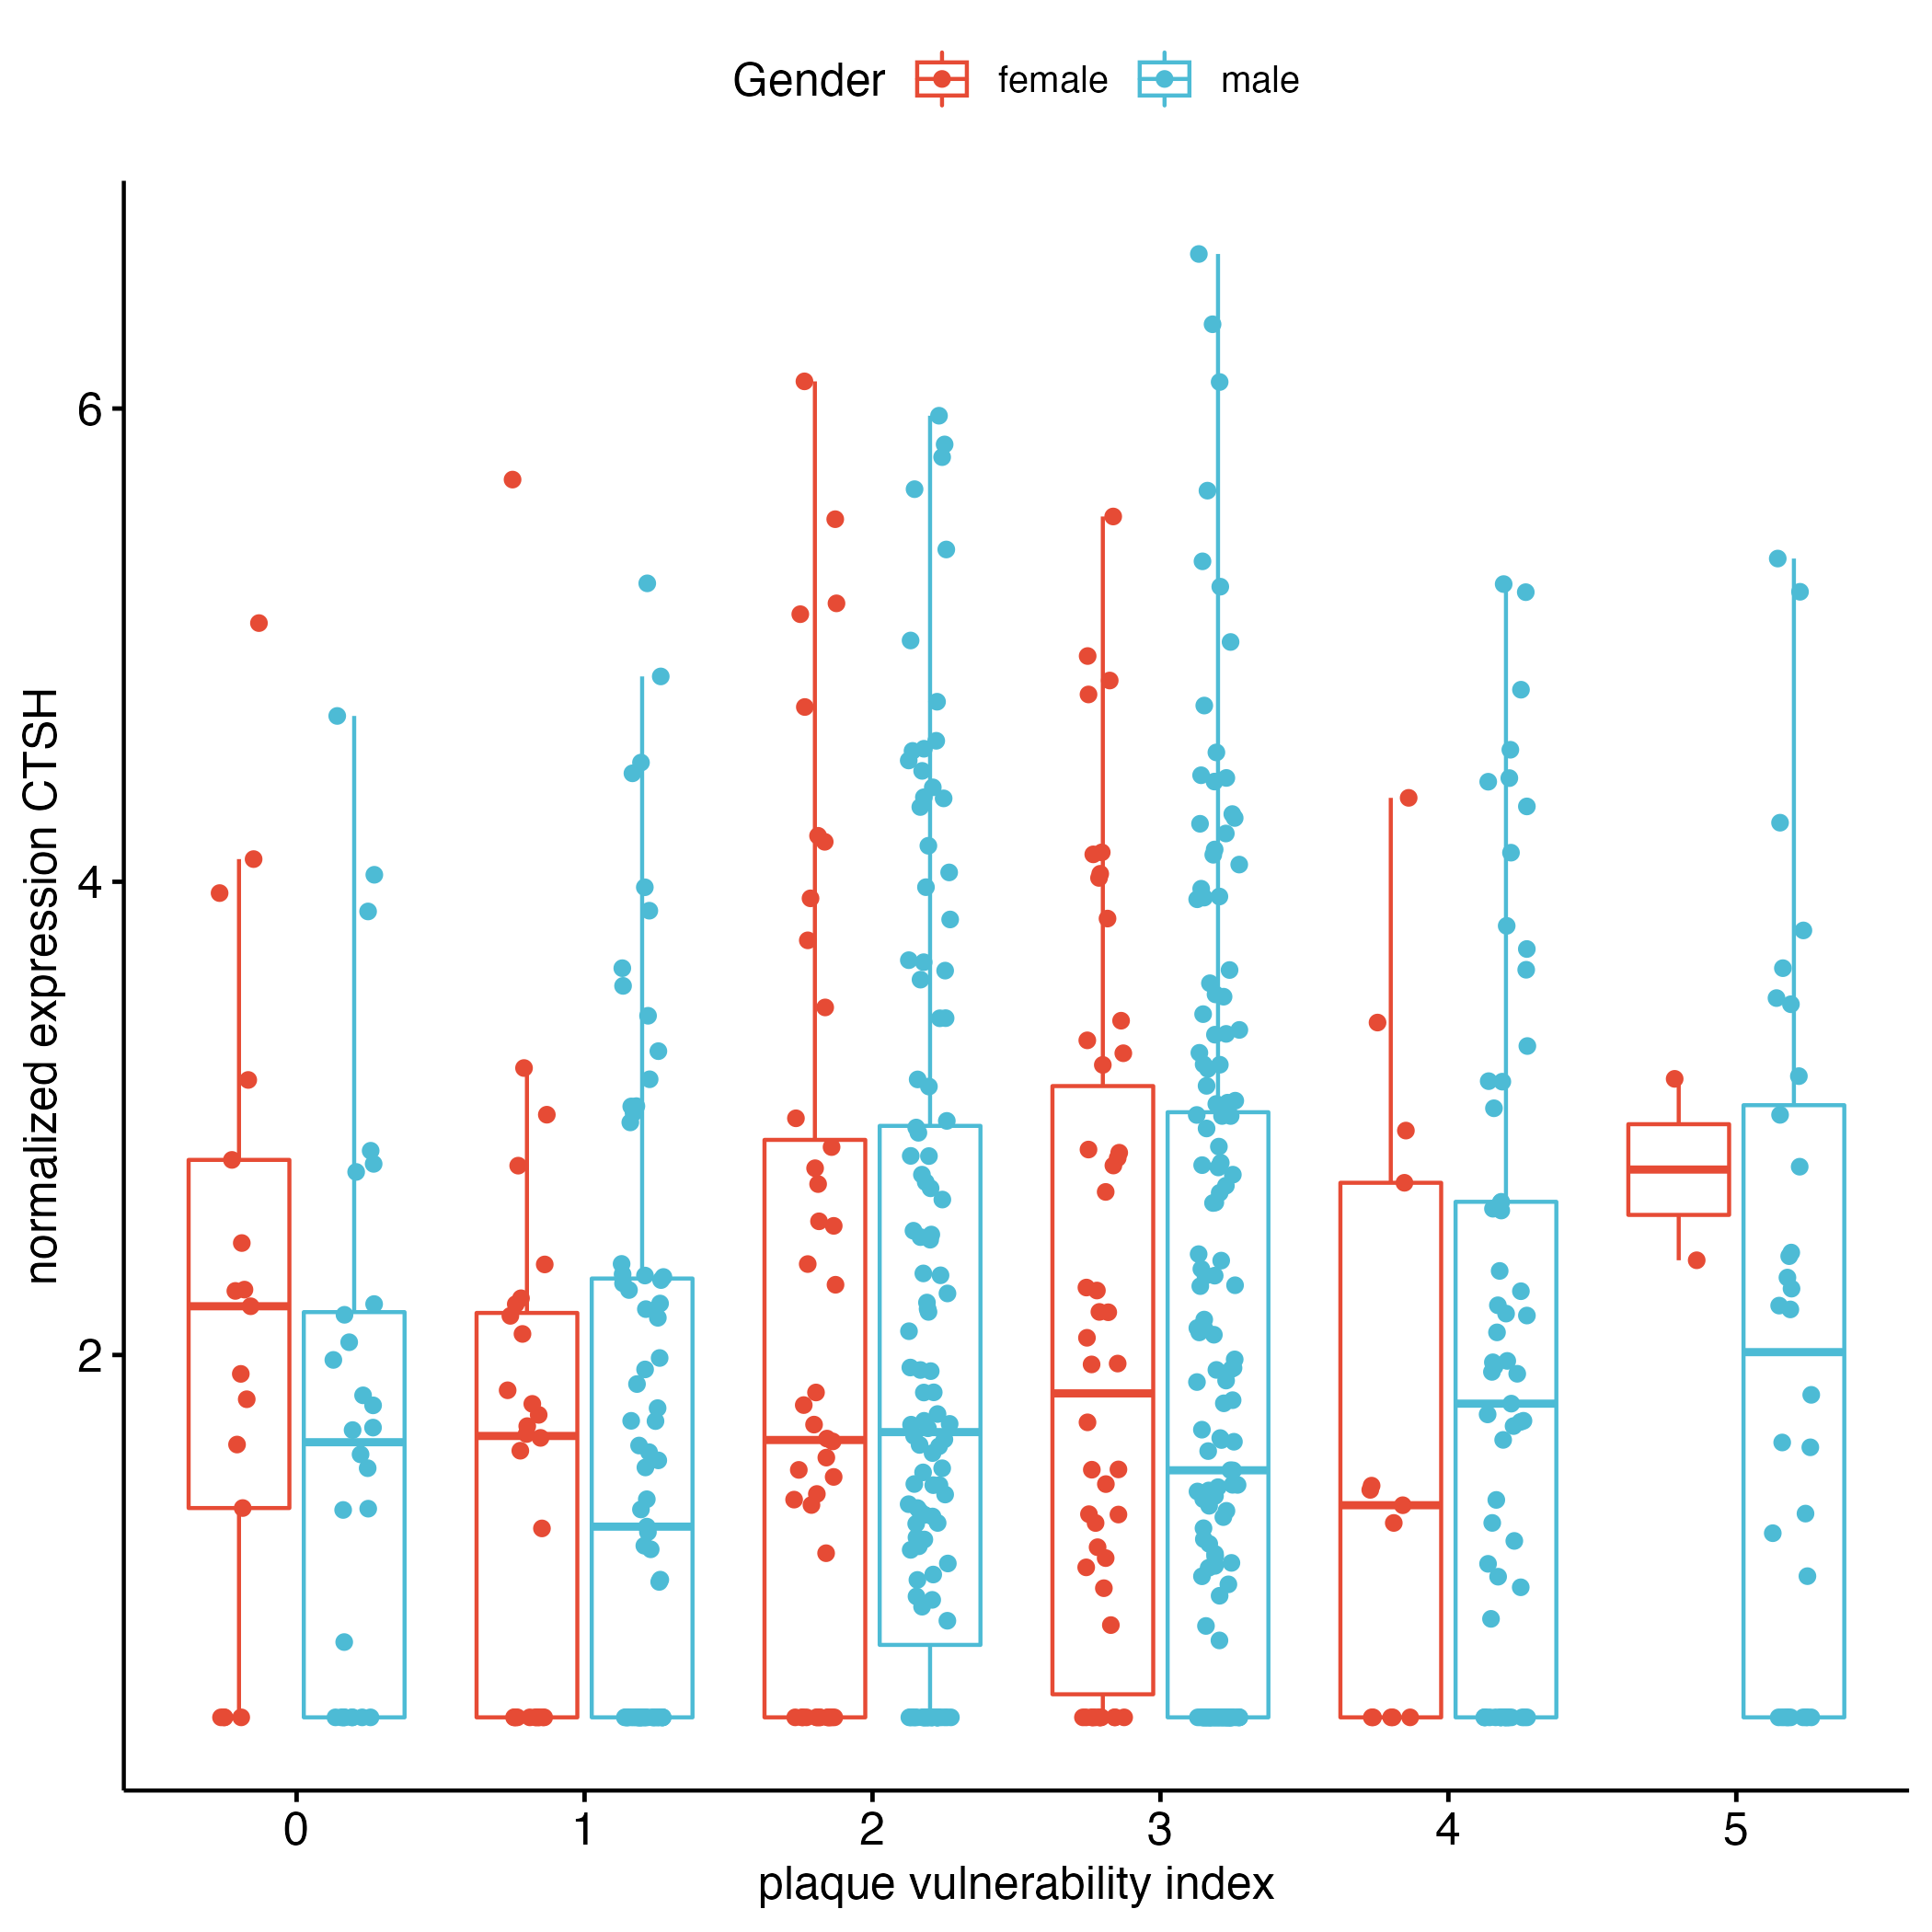 Gender female male
normalized expression CTSH
6
4
2
0 1 2 3 4 5
plaque vulnerability index